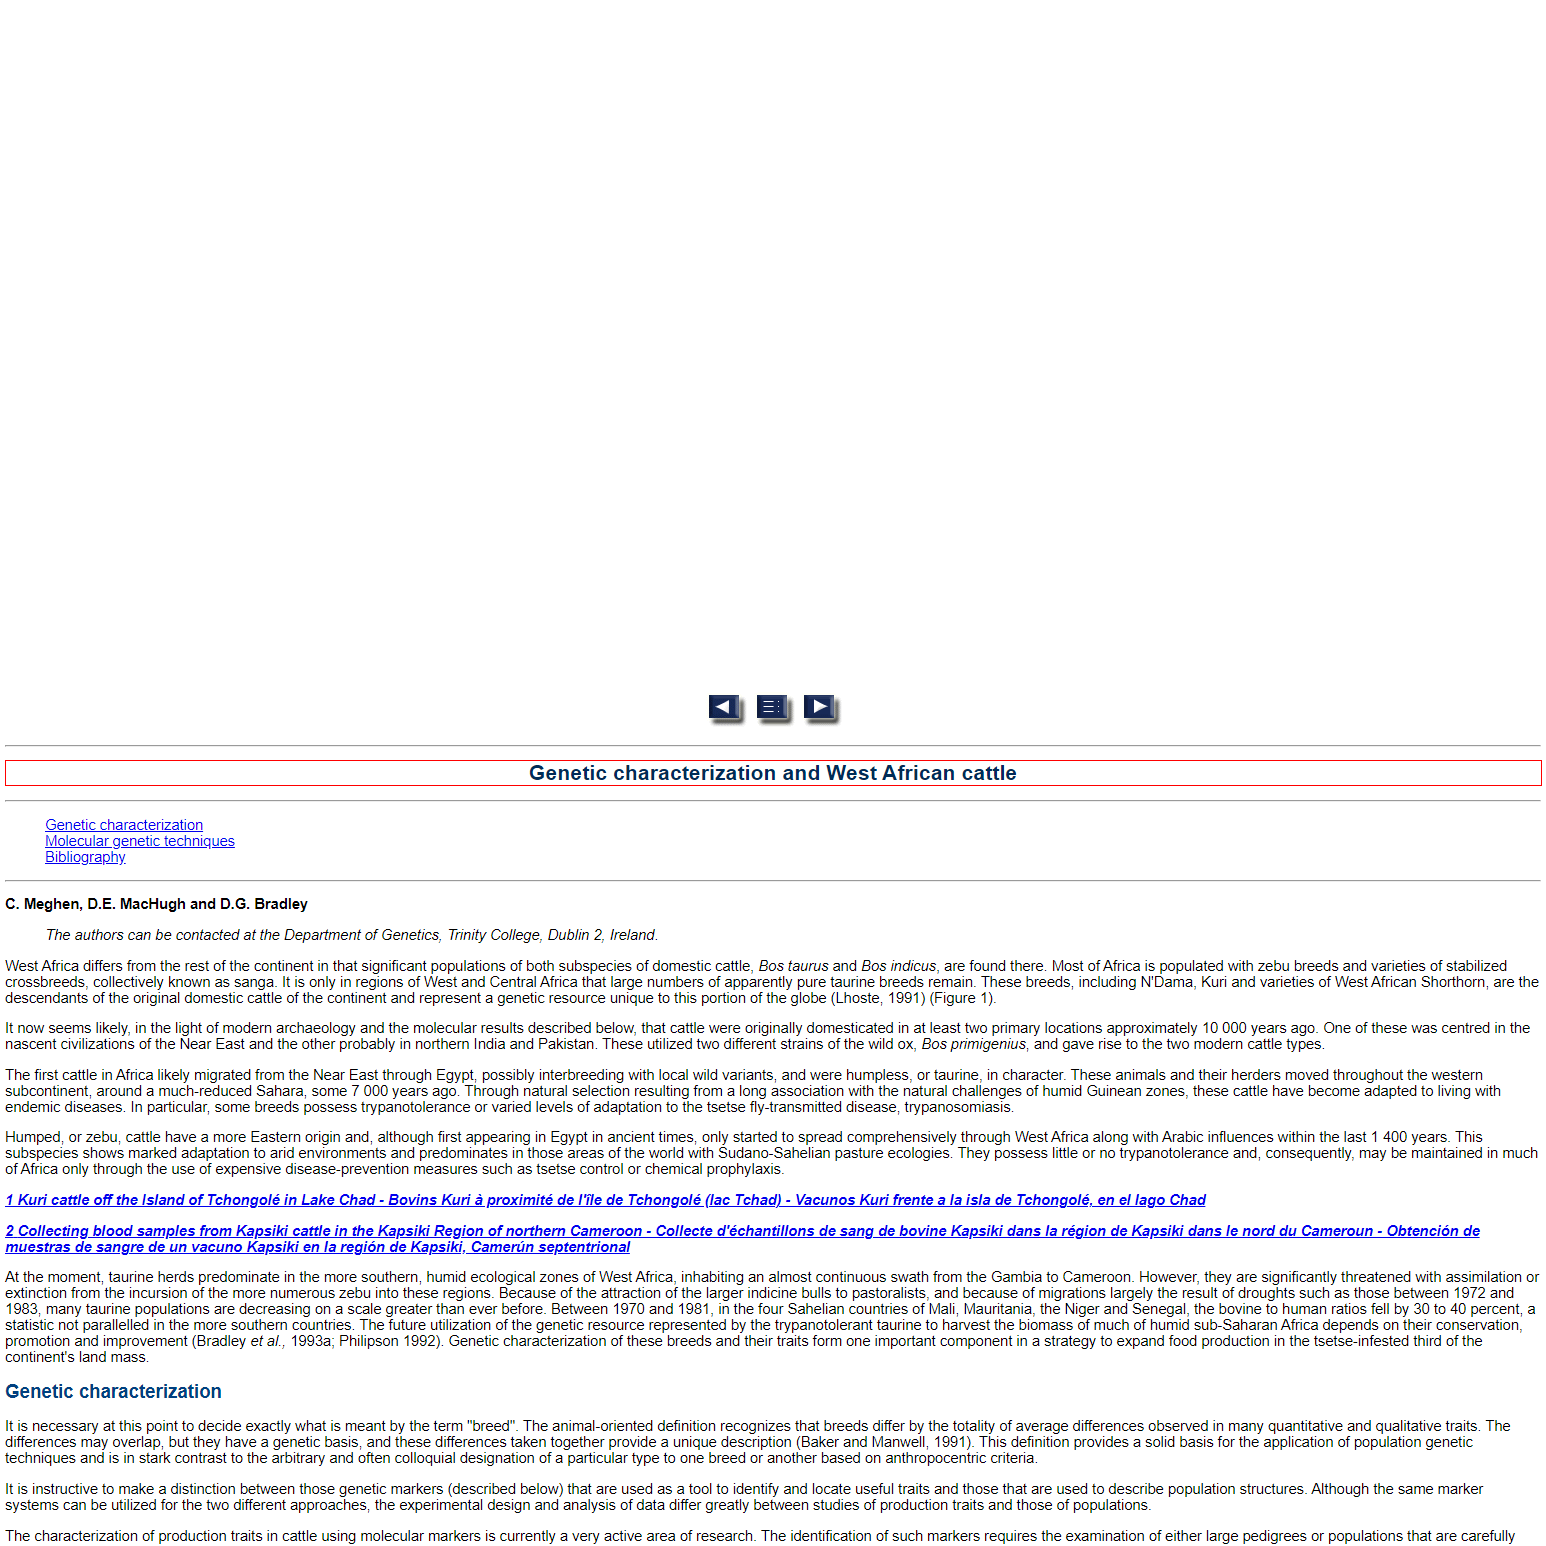 Genetic characterization and West African cattle
Genetic characterization
Molecular genetic techniques
Bibliography
C. Meghen, D.E. MacHugh and D.G. Bradley
The authors can be contacted at the Department of Genetics, Trinity College, Dublin 2, Ireland.
West Africa differs from the rest of the continent in that significant populations of both subspecies of domestic cattle, Bos taurus and Bos indicus, are found there. Most of Africa is populated with zebu breeds and varieties of stabilized
crossbreeds, collectively known as sanga. It is only in regions of West and Central Africa that large numbers of apparently pure taurine breeds remain. These breeds, including N'Dama, Kuri and varieties of West African Shorthorn, are the
descendants of the original domestic cattle of the continent and represent a genetic resource unique to this portion of the globe (Lhoste, 1991) (Figure 1).
It now seems likely, in the light of modern archaeology and the molecular results described below, that cattle were originally domesticated in at least two primary locations approximately 10 000 years ago. One of these was centred in the
nascent civilizations of the Near East and the other probably in northern India and Pakistan. These utilized two different strains of the wild ox, Bos primigenius, and gave rise to the two modern cattle types.
The first cattle in Africa likely migrated from the Near East through Egypt, possibly interbreeding with local wild variants, and were humpless, or taurine, in character. These animals and their herders moved throughout the western
subcontinent, around a much-reduced Sahara, some 7 000 years ago. Through natural selection resulting from a long association with the natural challenges of humid Guinean zones, these cattle have become adapted to living with
endemic diseases. In particular, some breeds possess trypanotolerance or varied levels of adaptation to the tsetse fly-transmitted disease, trypanosomiasis.
Humped, or zebu, cattle have a more Eastern origin and, although first appearing in Egypt in ancient times, only started to spread comprehensively through West Africa along with Arabic influences within the last 1 400 years. This
subspecies shows marked adaptation to arid environments and predominates in those areas of the world with Sudano-Sahelian pasture ecologies. They possess little or no trypanotolerance and, consequently, may be maintained in much
of Africa only through the use of expensive disease-prevention measures such as tsetse control or chemical prophylaxis.
1 Kuri cattle off the Island of Tchongolé in Lake Chad - Bovins Kuri à proximité de l'île de Tchongolé (lac Tchad) - Vacunos Kuri frente a la isla de Tchongolé, en el lago Chad
2 Collecting blood samples from Kapsiki cattle in the Kapsiki Region of northern Cameroon - Collecte d'échantillons de sang de bovine Kapsiki dans la région de Kapsiki dans le nord du Cameroun - Obtención de
muestras de sangre de un vacuno Kapsiki en la región de Kapsiki, Camerún septentrional
At the moment, taurine herds predominate in the more southern, humid ecological zones of West Africa, inhabiting an almost continuous swath from the Gambia to Cameroon. However, they are significantly threatened with assimilation or
extinction from the incursion of the more numerous zebu into these regions. Because of the attraction of the larger indicine bulls to pastoralists, and because of migrations largely the result of droughts such as those between 1972 and
1983, many taurine populations are decreasing on a scale greater than ever before. Between 1970 and 1981, in the four Sahelian countries of Mali, Mauritania, the Niger and Senegal, the bovine to human ratios fell by 30 to 40 percent, a
statistic not parallelled in the more southern countries. The future utilization of the genetic resource represented by the trypanotolerant taurine to harvest the biomass of much of humid sub-Saharan Africa depends on their conservation,
promotion and improvement (Bradley et al., 1993a; Philipson 1992). Genetic characterization of these breeds and their traits form one important component in a strategy to expand food production in the tsetse-infested third of the
continent's land mass.
Genetic characterization
It is necessary at this point to decide exactly what is meant by the term "breed". The animal-oriented definition recognizes that breeds differ by the totality of average differences observed in many quantitative and qualitative traits. The
differences may overlap, but they have a genetic basis, and these differences taken together provide a unique description (Baker and Manwell, 1991). This definition provides a solid basis for the application of population genetic
techniques and is in stark contrast to the arbitrary and often colloquial designation of a particular type to one breed or another based on anthropocentric criteria.
It is instructive to make a distinction between those genetic markers (described below) that are used as a tool to identify and locate useful traits and those that are used to describe population structures. Although the same marker
systems can be utilized for the two different approaches, the experimental design and analysis of data differ greatly between studies of production traits and those of populations.
The characterization of production traits in cattle using molecular markers is currently a very active area of research. The identification of such markers requires the examination of either large pedigrees or populations that are carefully